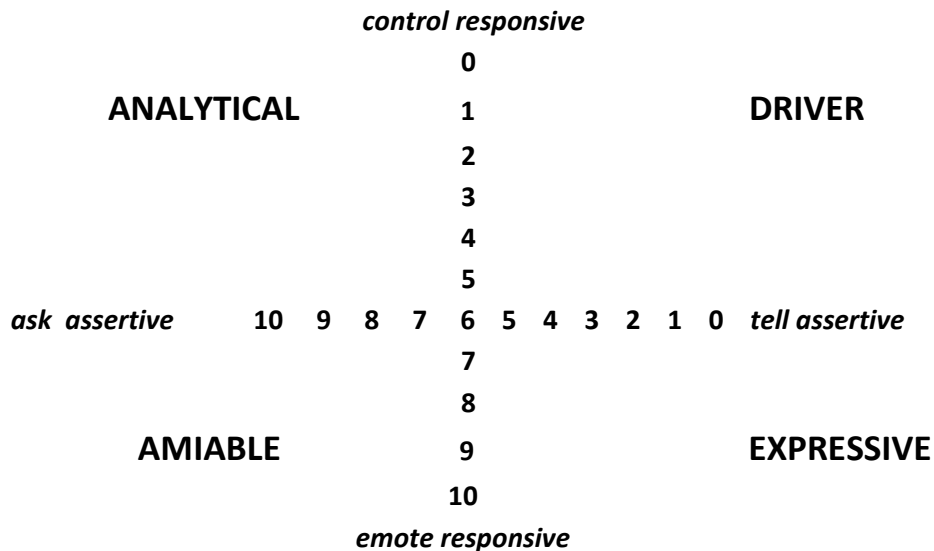 control responsive
0
ANALYTICAL 1 DRIVER
2
3
4
5
ask assertive 10 9 8 7 6 5 4 3 2 1 0 tell assertive
7
8
AMIABLE 9 EXPRESSIVE
10
emote responsive